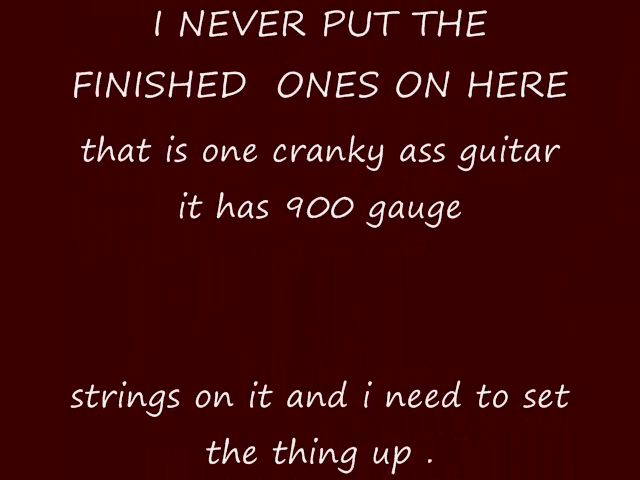 I NEVER PUT THE
FINISHED ONES ON HERE
that is one cranky ass guitar
it has 900 gauge
strings on it and i need to set
the thing up .